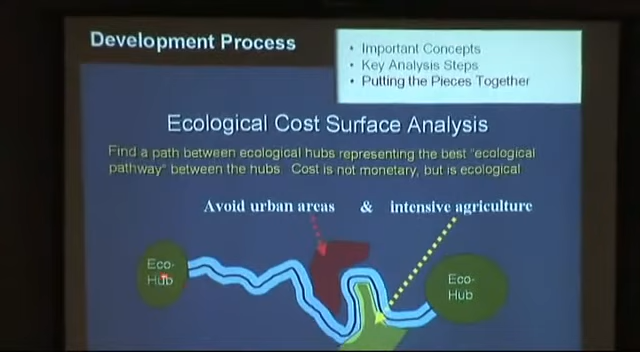 Development Process
• Important Concepts
• Key Analysis Steps
• Putting the Pieces Together
Ecological Cost Surface Analysis
Find a path between ecological hubs representing the best "ecological
pathway" between the hubs. Cost is not monetary, but is ecological
Avoid urban areas & intensive agriculture
Eco-
Hub
Eco-
Hub